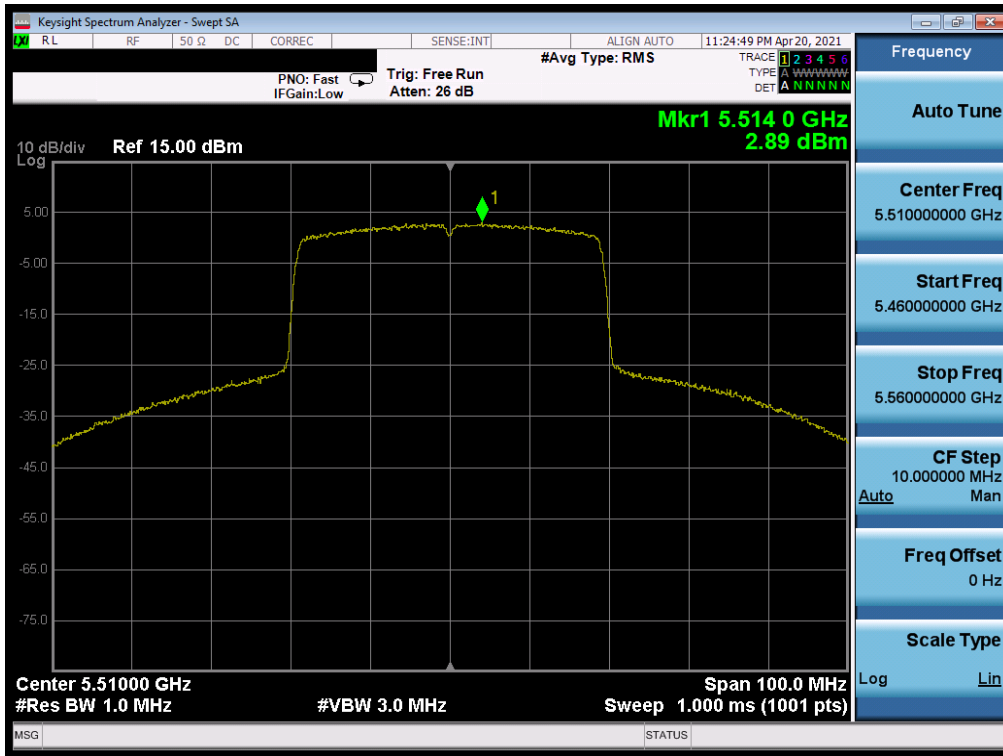 Keysight Spectrum Analyzer - Swept SA
LXI RL RF 50 Ω DC CORREC SENSE:INT ALIGN AUTO 11:24:49 PM Apr 20, 2021
#Avg Type: RMS TRACE 1 2 3 4 5 6
PNO: Fast Trig: Free Run TYPE A WWWWW
IFGain:Low Atten: 26 dB DET A N N N N N
Mkr1 5.514 0 GHz
2.89 dBm
10 dB/div Ref 15.00 dBm
Log
1
5.00
-5.00
-15.0
-25.0
-35.0
-45.0
-55.0
-65.0
-75.0
Center 5.51000 GHz Span 100.0 MHz
#Res BW 1.0 MHz #VBW 3.0 MHz Sweep 1.000 ms (1001 pts)
MSG STATUS
Frequency
Auto Tune
Center Freq
5.510000000 GHz
Start Freq
5.460000000 GHz
Stop Freq
5.560000000 GHz
CF Step
10.000000 MHz
Auto Man
Freq Offset
0 Hz
Scale Type
Log Lin